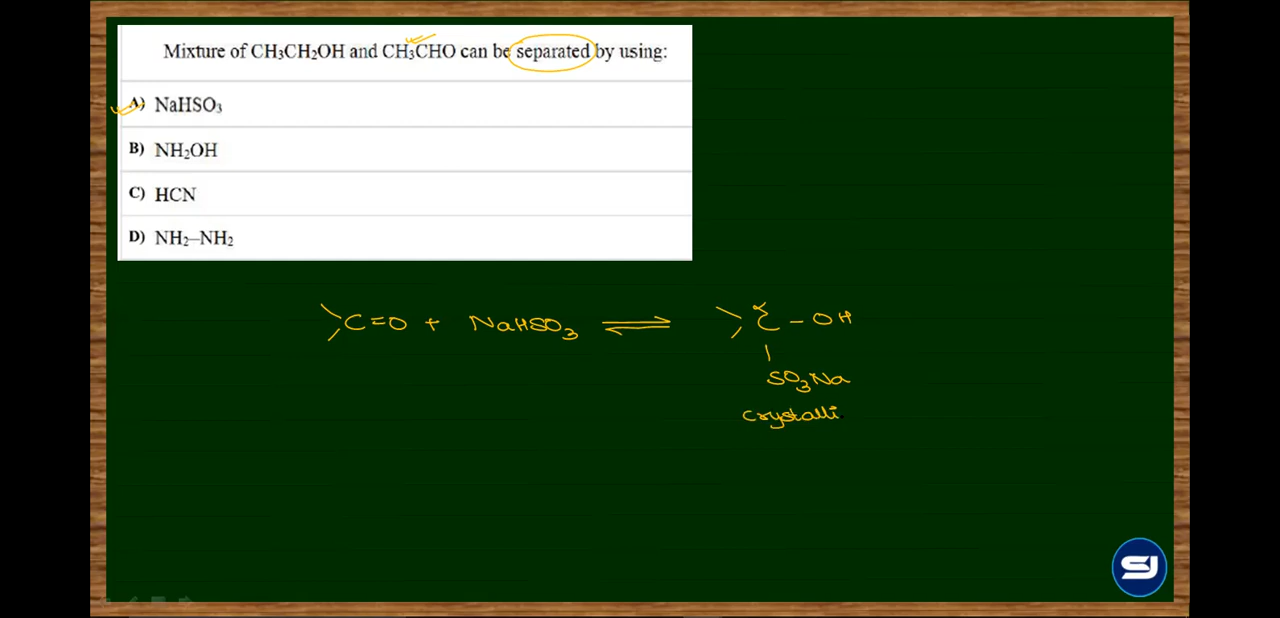 Mixture of CH₃CH₂OH and CH₃CHO can be separated by using:
A) NaHSO₃
B) NH₂OH
C) HCN
D) NH₂–NH₂
C=O + NaHSO₃ ⇌ C – OH
SO₃Na
Crystalli
SJ